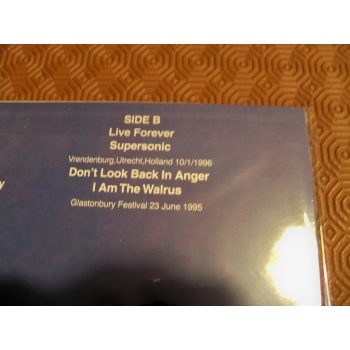 SIDE B
Live Forever
Supersonic
Vrendenburg,Utrecht,Holland 10/1/1996
Don't Look Back In Anger
I Am The Walrus
Glastonbury Festival 23 June 1995
y